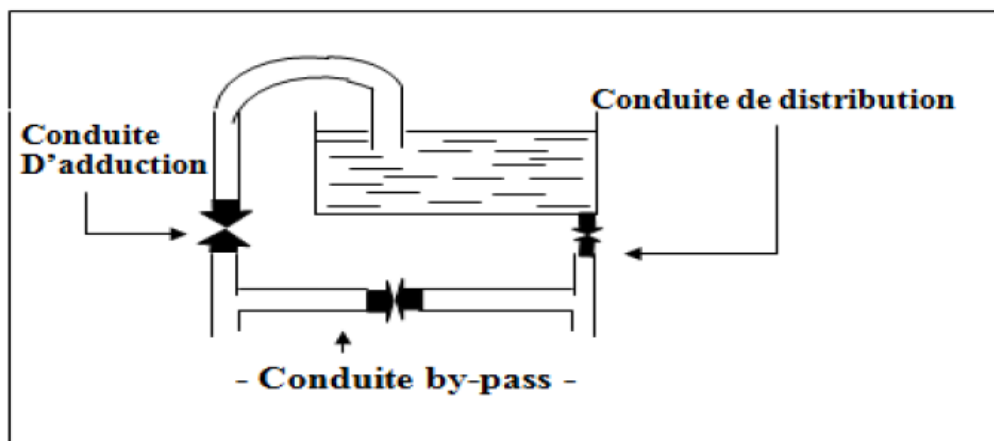 Conduite de distribution
Conduite
D'adduction
- Conduite by-pass -